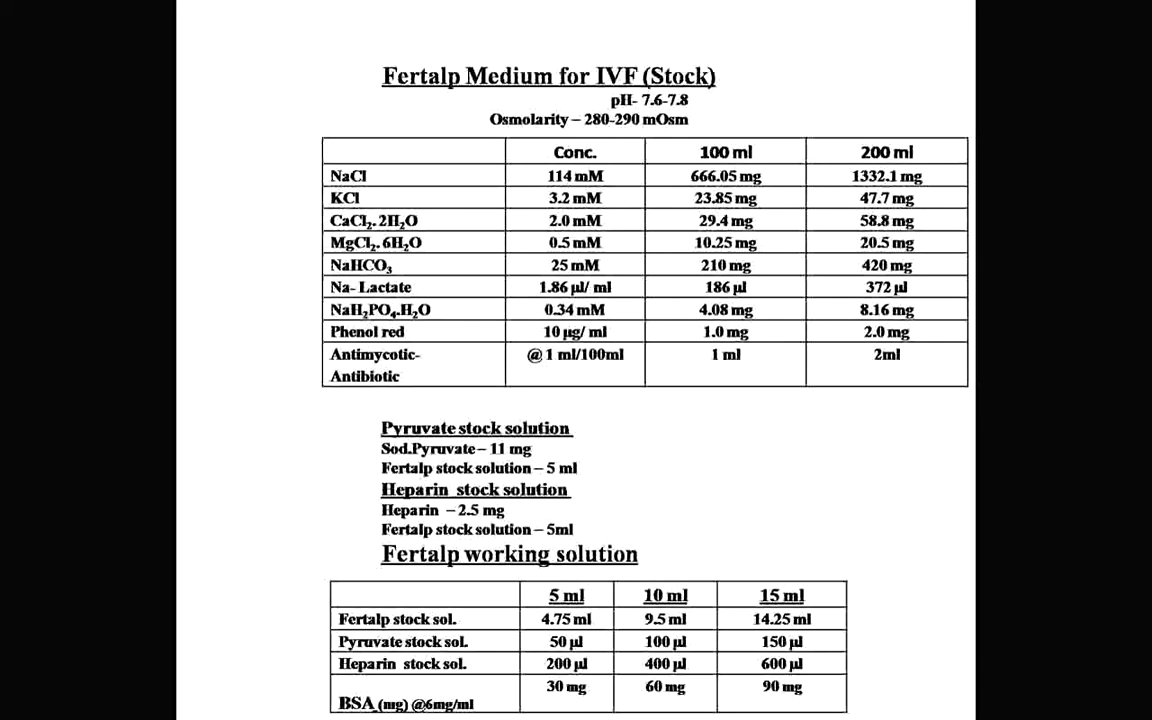 Fertalp Medium for IVF (Stock)
pH- 7.6-7.8
Osmolarity – 280-290 mOsm
Conc. 100 ml 200 ml
NaCl 114 mM 666.05 mg 1332.1 mg
KCl 3.2 mM 23.85 mg 47.7 mg
CaCl₂. 2H₂O 2.0 mM 29.4 mg 58.8 mg
MgCl₂. 6H₂O 0.5 mM 10.25 mg 20.5 mg
NaHCO₃ 25 mM 210 mg 420 mg
Na- Lactate 1.86 µl/ ml 186 µl 372 µl
NaH₂PO₄.H₂O 0.34 mM 4.08 mg 8.16 mg
Phenol red 10 µg/ ml 1.0 mg 2.0 mg
Antimycotic- @ 1 ml/100ml 1 ml 2ml
Antibiotic
Pyruvate stock solution
Sod.Pyruvate – 11 mg
Fertalp stock solution – 5 ml
Heparin stock solution
Heparin – 2.5 mg
Fertalp stock solution – 5ml
Fertalp working solution
5 ml 10 ml 15 ml
Fertalp stock sol. 4.75 ml 9.5 ml 14.25 ml
Pyruvate stock sol. 50 µl 100 µl 150 µl
Heparin stock sol. 200 µl 400 µl 600 µl
30 mg 60 mg 90 mg
BSA (mg) @6mg/ml